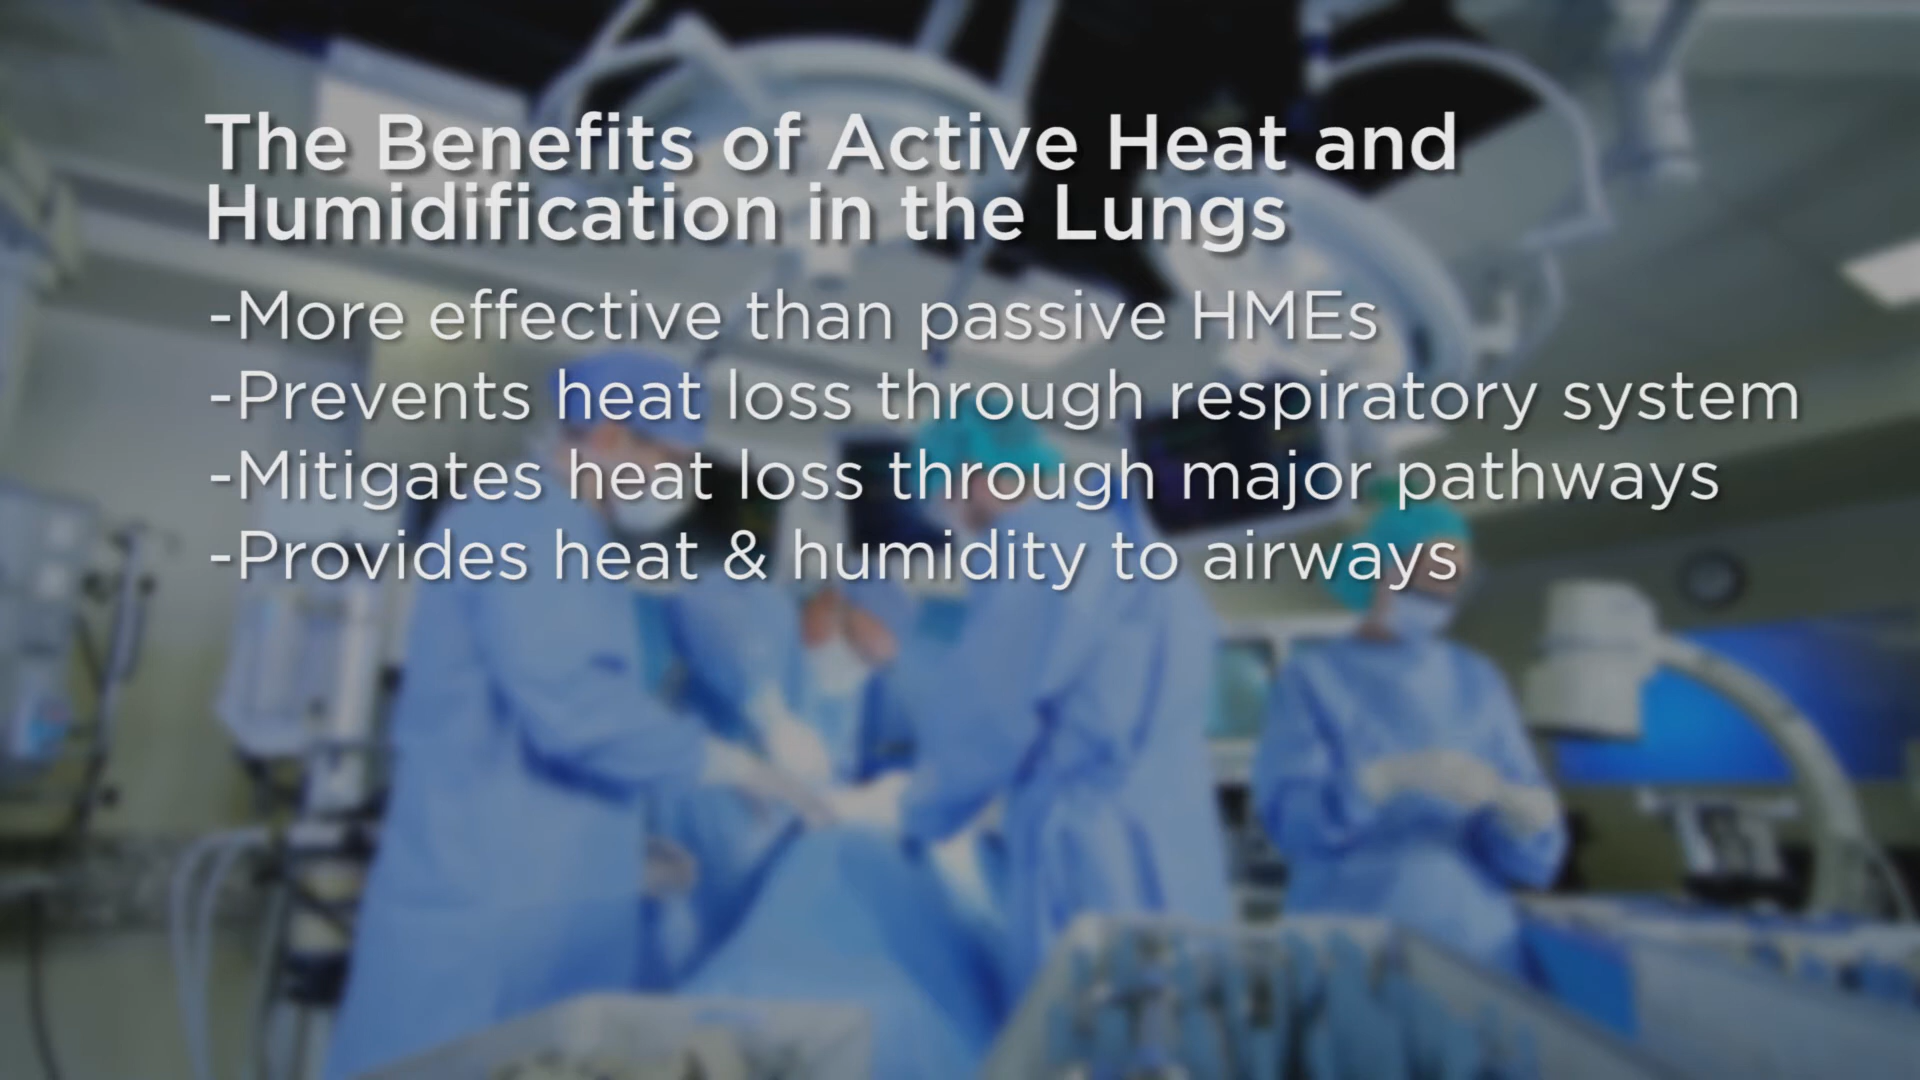 The Benefits of Active Heat and
Humidification in the Lungs
-More effective than passive HMEs
-Prevents heat loss through respiratory system
-Mitigates heat loss through major pathways
-Provides heat & humidity to airways